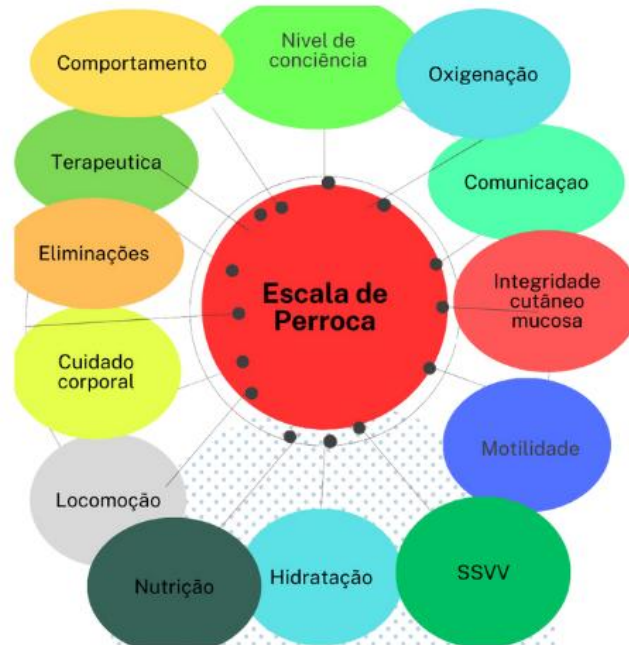 Nivel de
conciência
Comportamento
Oxigenação
Terapeutica
Comunicaçao
Eliminações
Integridade
cutâneo
mucosa
Escala de
Perroca
Cuidado
corporal
Motilidade
Locomoção
Nutrição
Hidratação
SSVV